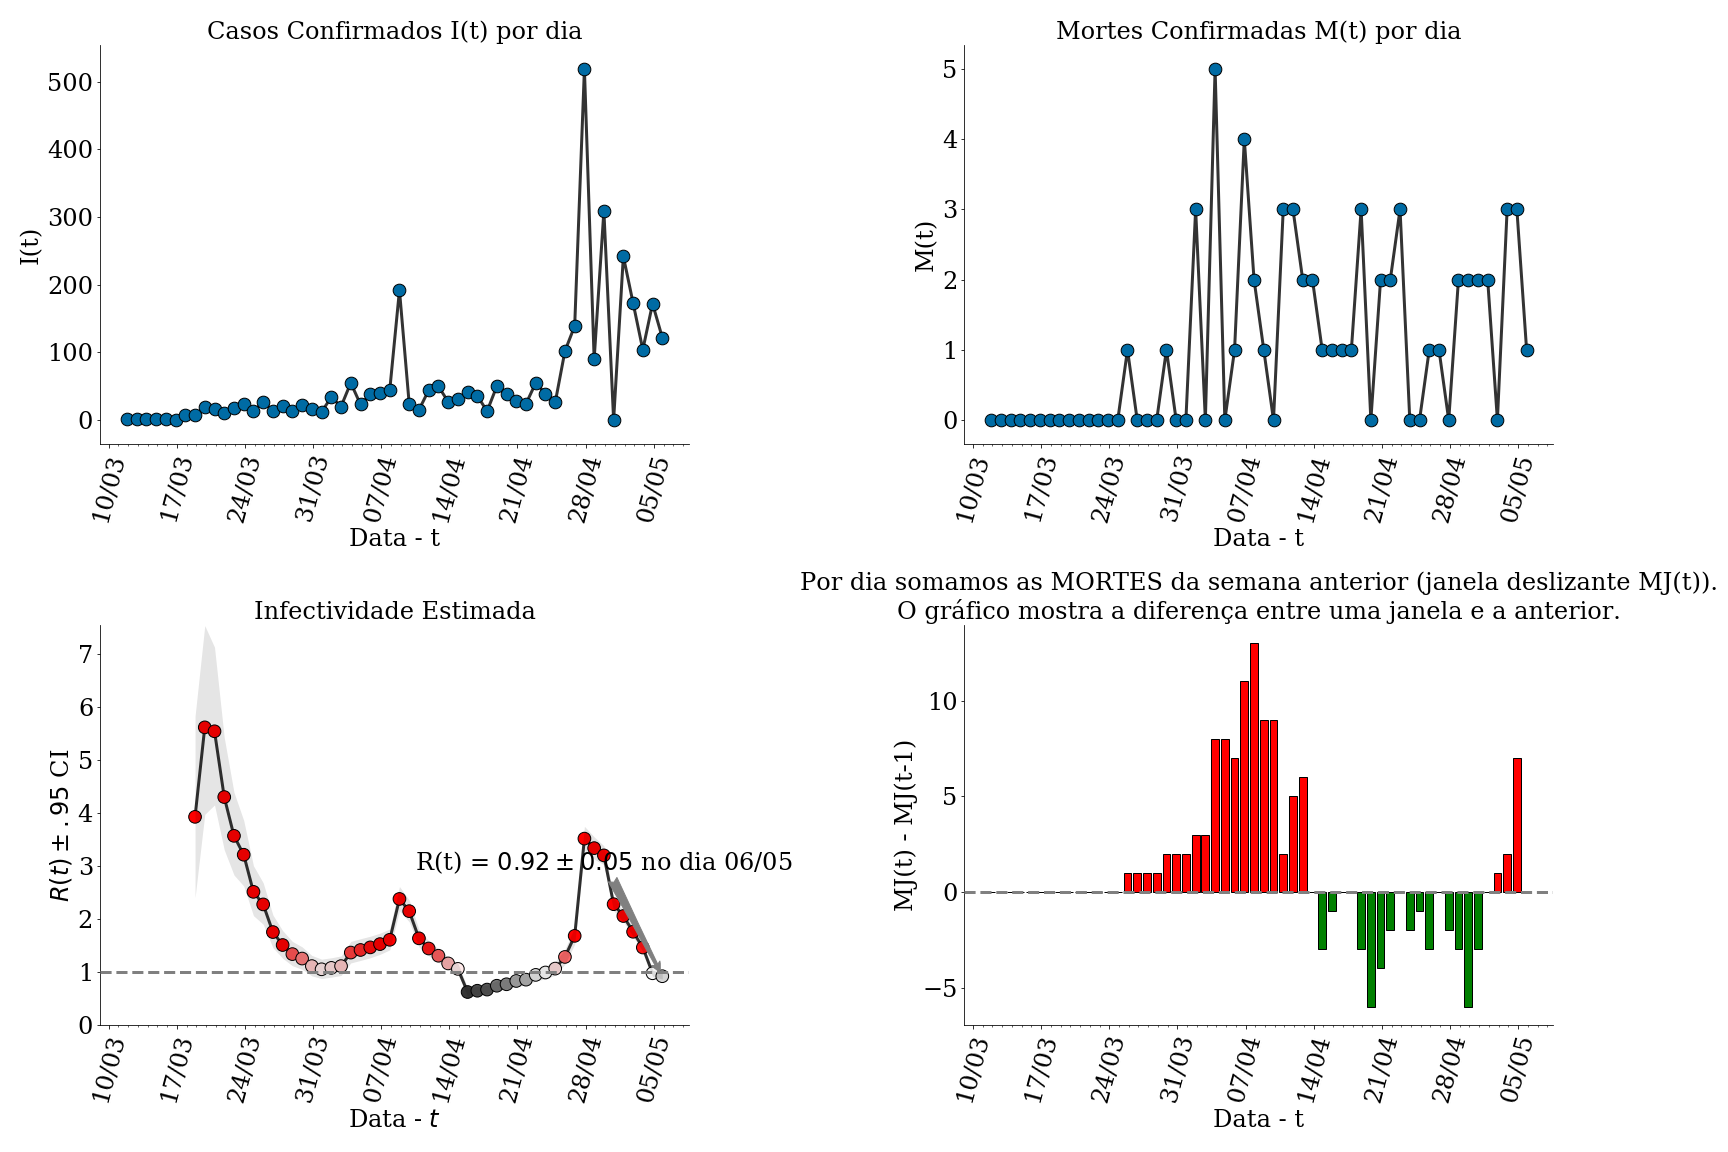 Casos Confirmados I(t) por dia
I(t)
500
400
300
200
100
0
10/03 17/03 24/03 31/03 07/04 14/04 21/04 28/04 05/05
Data - t
Mortes Confirmadas M(t) por dia
M(t)
5
4
3
2
1
0
10/03 17/03 24/03 31/03 07/04 14/04 21/04 28/04 05/05
Data - t
Infectividade Estimada
R(t) ± .95 CI
7
6
5
4
3
2
1
0
R(t) = 0.92 ± 0.05 no dia 06/05
10/03 17/03 24/03 31/03 07/04 14/04 21/04 28/04 05/05
Data - t
Por dia somamos as MORTES da semana anterior (janela deslizante MJ(t)).
O gráfico mostra a diferença entre uma janela e a anterior.
MJ(t) - MJ(t-1)
10
5
0
−5
10/03 17/03 24/03 31/03 07/04 14/04 21/04 28/04 05/05
Data - t